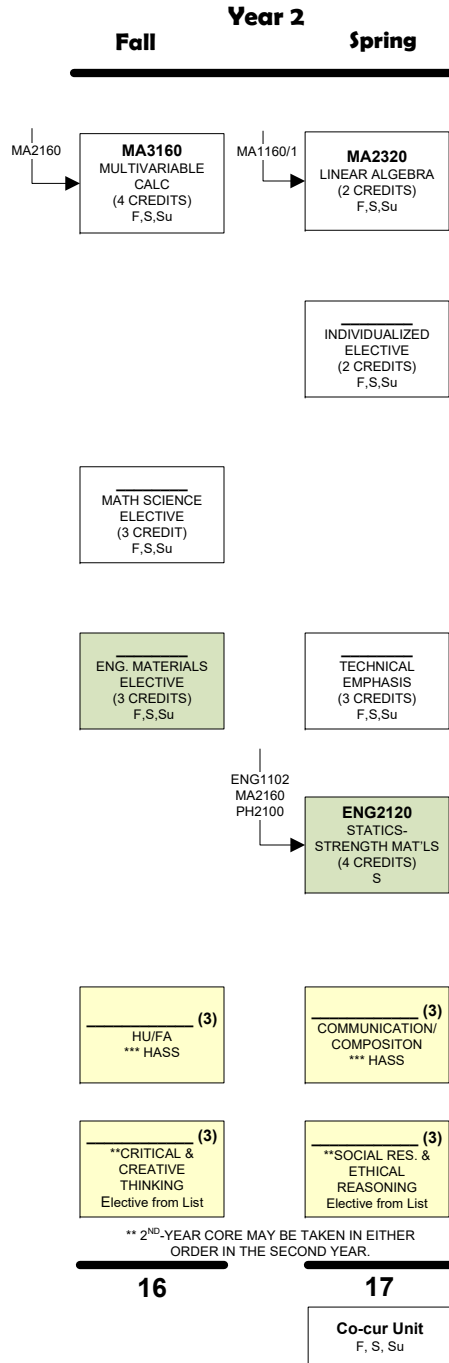 Year 2
Fall
Spring
MA2160
MA3160
MULTIVARIABLE
CALC
(4 CREDITS)
F,S,Su
MA1160/1
MA2320
LINEAR ALGEBRA
(2 CREDITS)
F,S,Su
INDIVIDUALIZED
ELECTIVE
(2 CREDITS)
F,S,Su
MATH SCIENCE
ELECTIVE
(3 CREDIT)
F,S,Su
ENG. MATERIALS
ELECTIVE
(3 CREDITS)
F,S,Su
TECHNICAL
EMPHASIS
(3 CREDITS)
F,S,Su
ENG1102
MA2160
PH2100
ENG2120
STATICS-
STRENGTH MAT'LS
(4 CREDITS)
S
(3)
HU/FA
*** HASS
(3)
COMMUNICATION/
COMPOSITON
*** HASS
(3)
**CRITICAL &
CREATIVE
THINKING
Elective from List
(3)
**SOCIAL RES. &
ETHICAL
REASONING
Elective from List
** 2ND-YEAR CORE MAY BE TAKEN IN EITHER
ORDER IN THE SECOND YEAR.
16
17
Co-cur Unit
F, S, Su